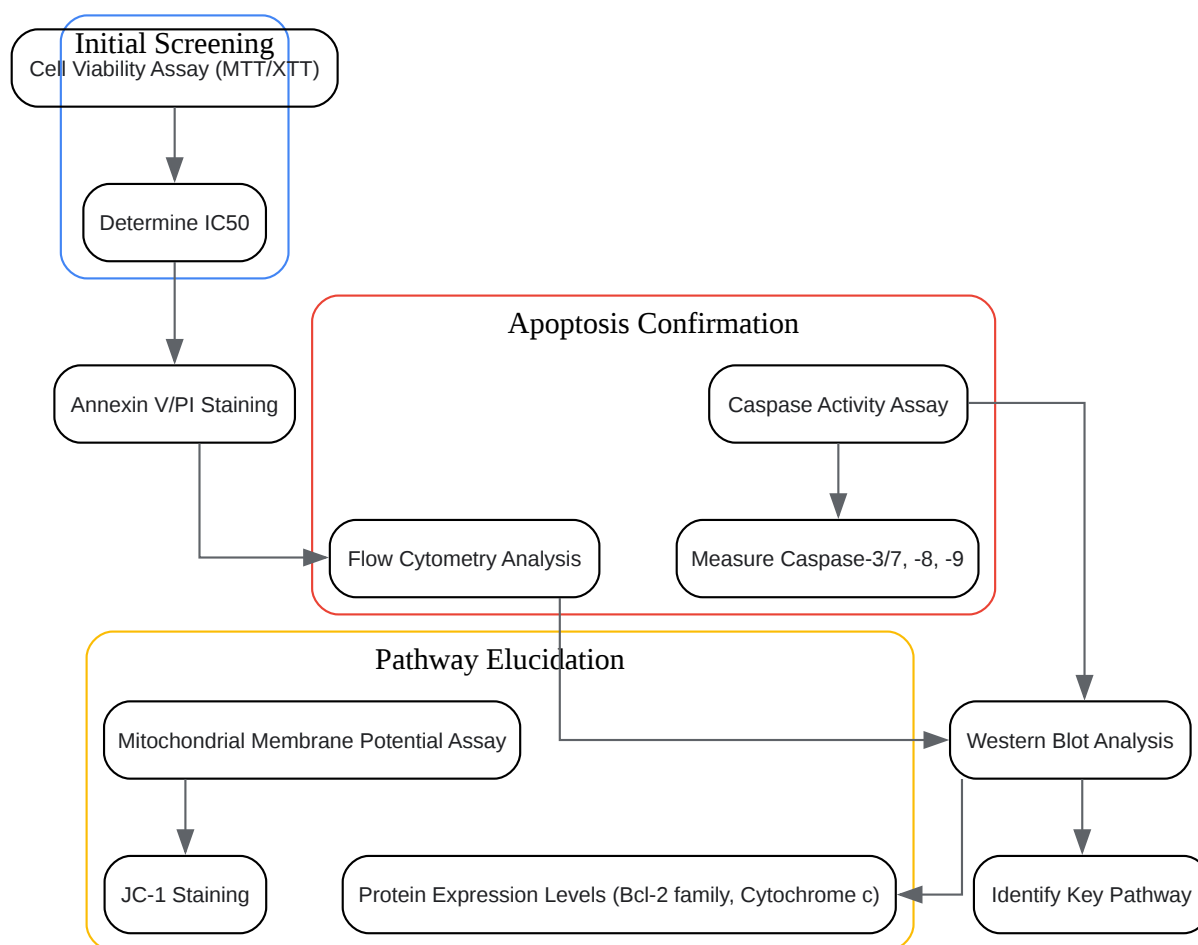 Initial Screening
Cell Viability Assay (MTT/XTT)
Determine IC50
Apoptosis Confirmation
Annexin V/PI Staining
Caspase Activity Assay
Flow Cytometry Analysis
Measure Caspase-3/7, -8, -9
Pathway Elucidation
Mitochondrial Membrane Potential Assay
Western Blot Analysis
JC-1 Staining
Protein Expression Levels (Bcl-2 family, Cytochrome c)
Identify Key Pathway